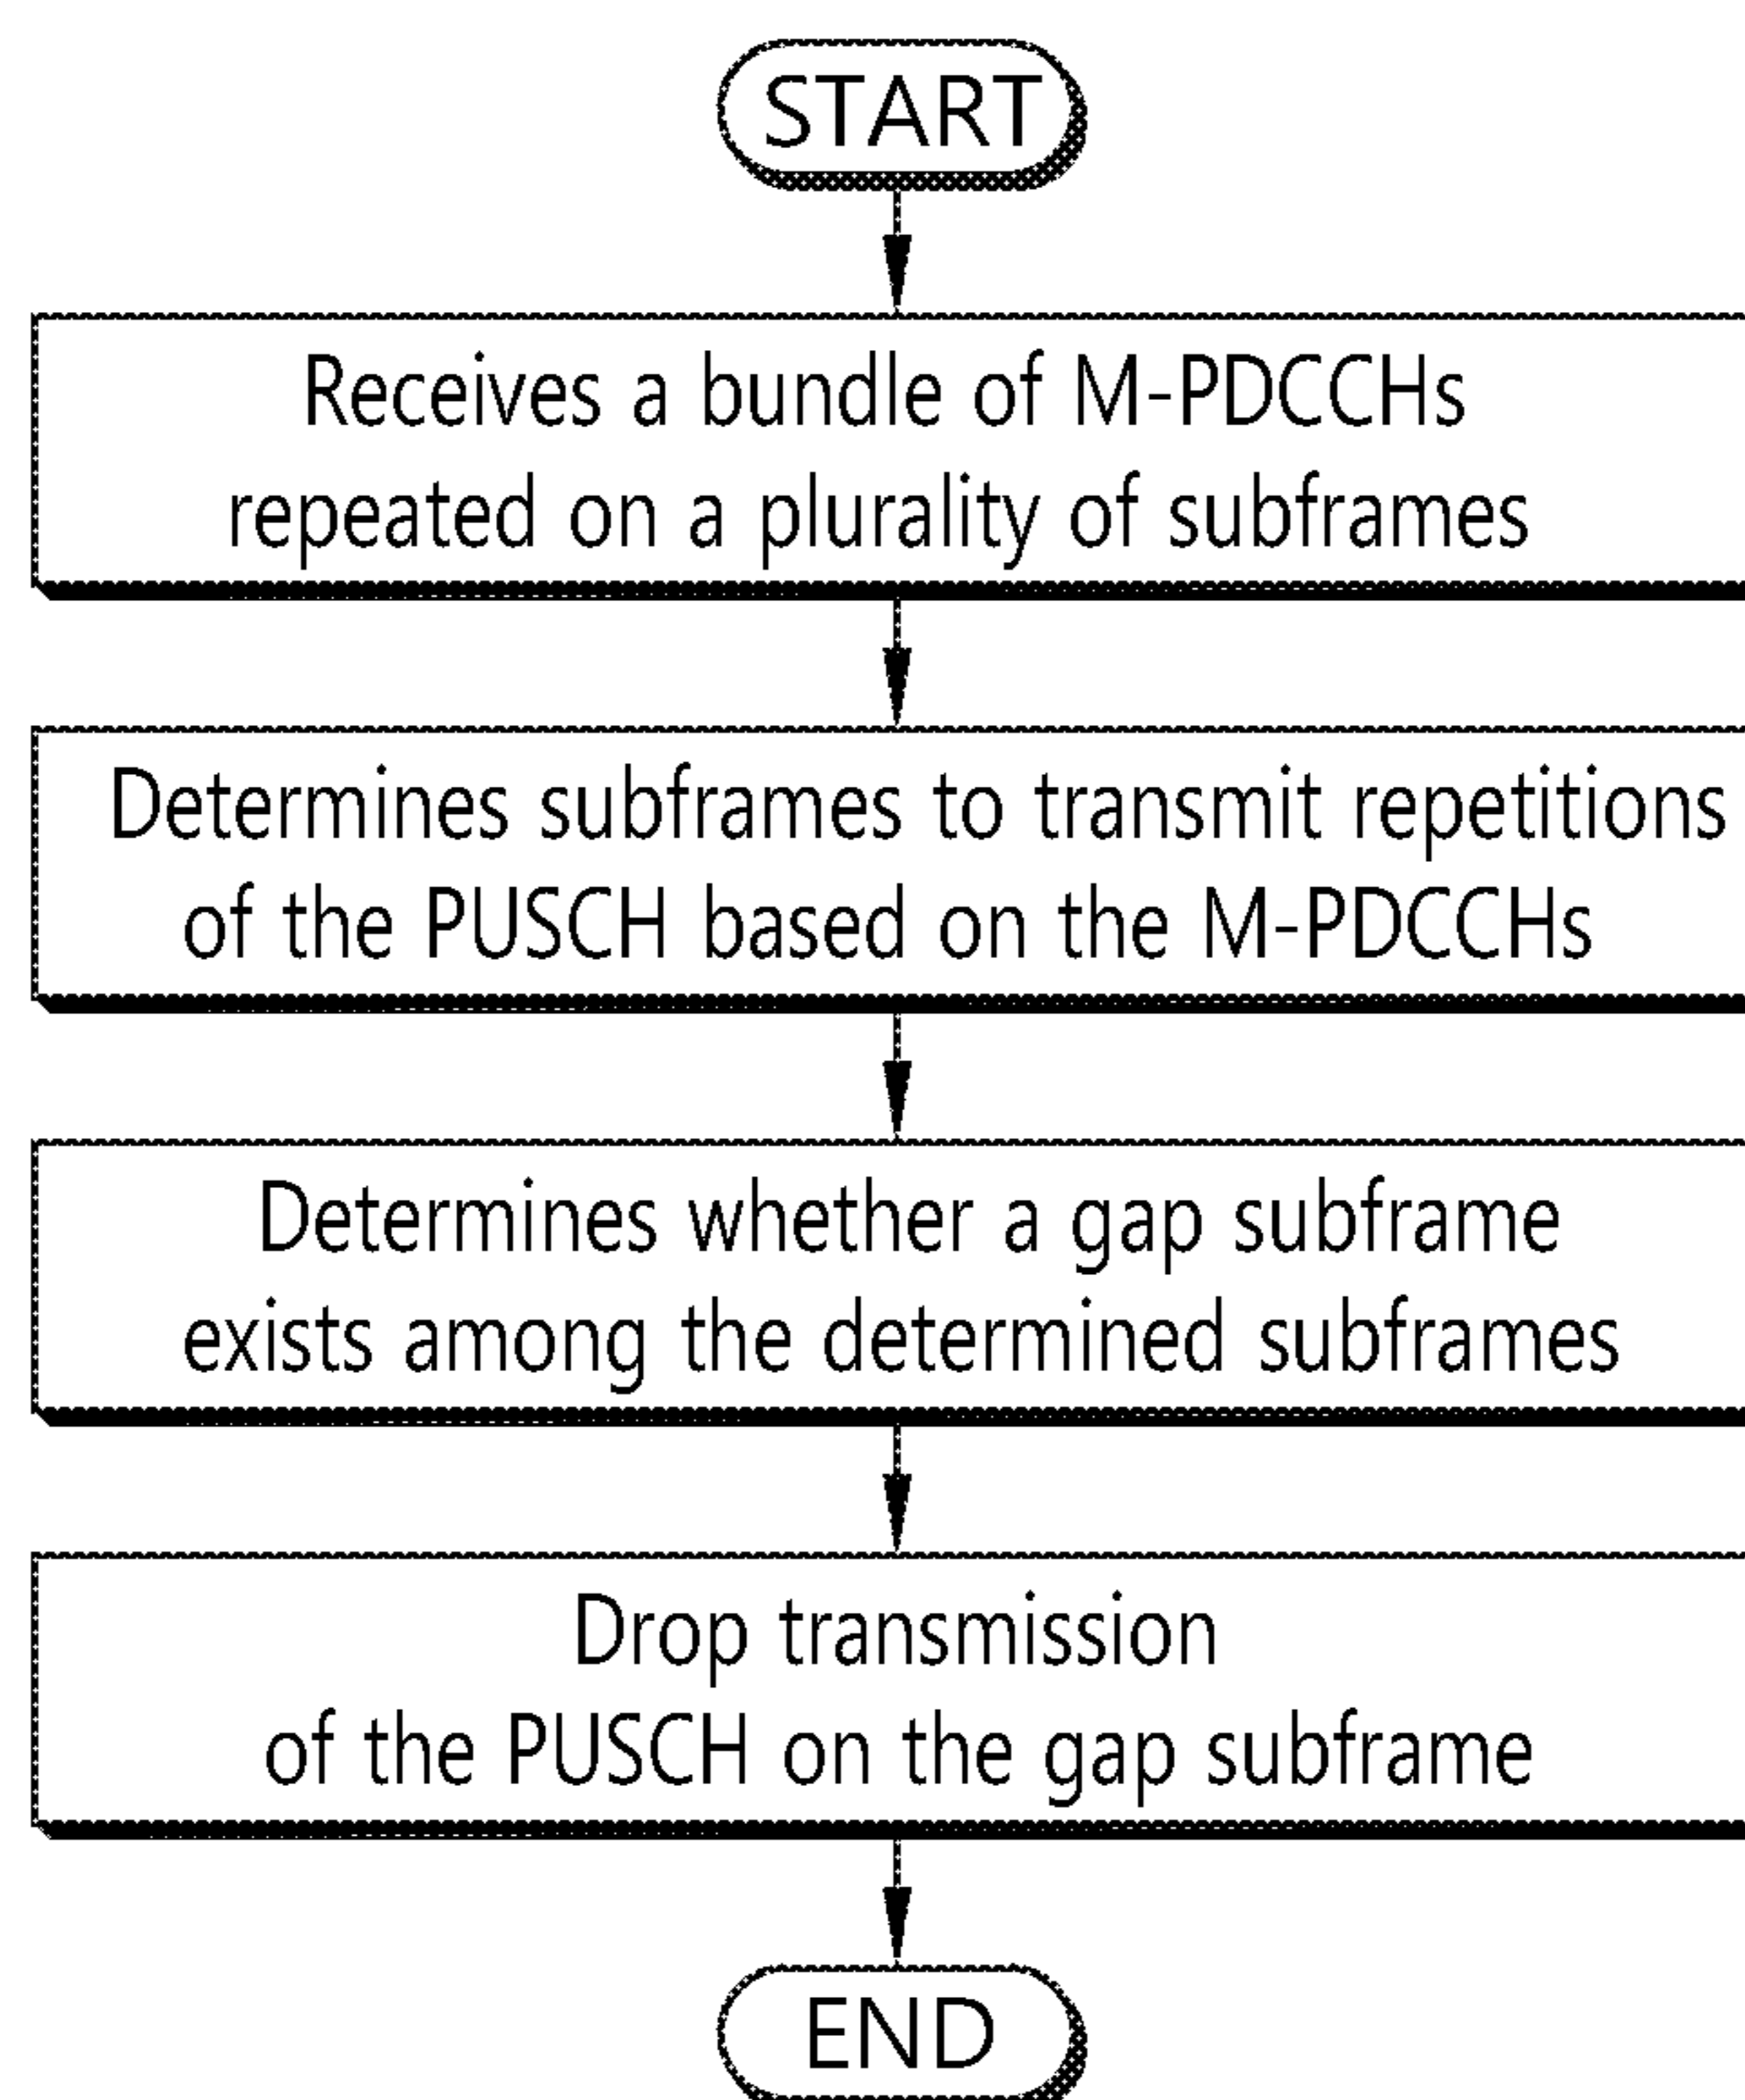 START
Receives a bundle of M-PDCCHs
repeated on a plurality of subframes
Determines subframes to transmit repetitions
of the PUSCH based on the M-PDCCHs
Determines whether a gap subframe
exists among the determined subframes
Drop transmission
of the PUSCH on the gap subframe
END